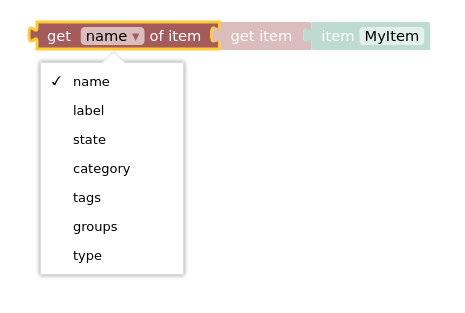 get name ▾ of item get item item MyItem
✓ name
label
state
category
tags
groups
type